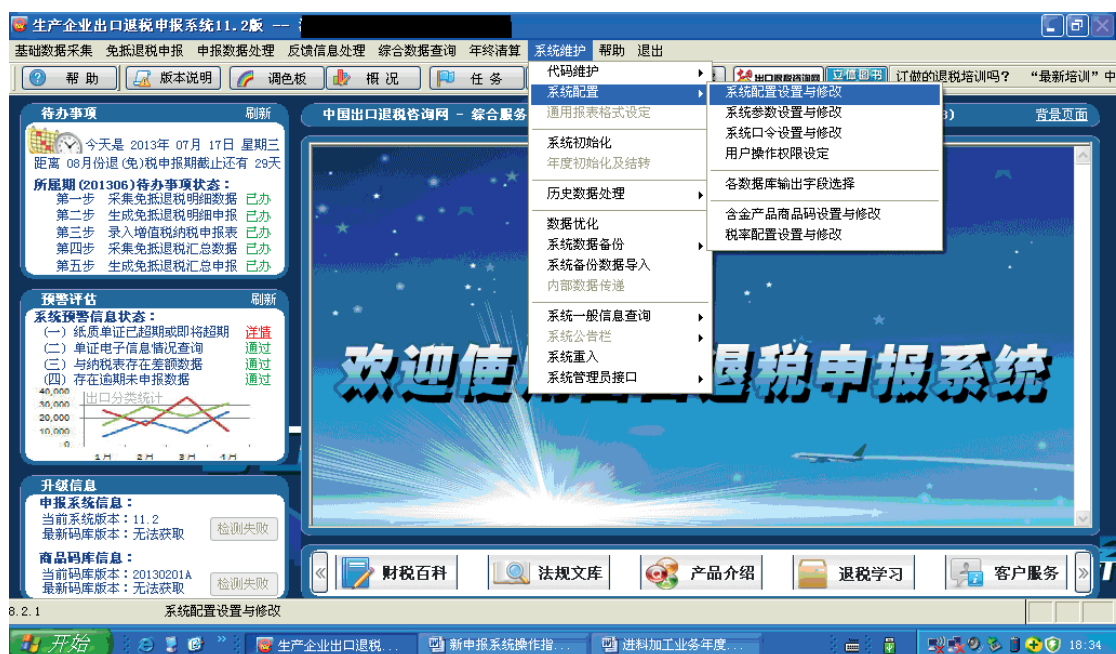 生产企业出口退税申报系统11.2版 --
基础数据采集 免抵退税申报 申报数据处理 反馈信息处理 综合数据查询 年终清算 系统维护 帮助 退出
帮 助 版本说明 调色板 概 况 任 务 出口退税咨询网 立信图书 订做的退税培训吗? “最新培训”中
代码维护
系统配置
通用报表格式设定
系统初始化
年度初始化及结转
历史数据处理
数据优化
系统数据备份
系统备份数据导入
内部数据传递
系统一般信息查询
系统公告栏
系统重入
系统管理员接口
系统配置设置与修改
系统参数设置与修改
系统口令设置与修改
用户操作权限设定
各数据库输出字段选择
含金产品商品码设置与修改
税率配置设置与修改
待办事项 刷新
今天是 2013年 07月 17日 星期三
距离 08月份退(免)税申报期截止还有 29天
所属期(201306)待办事项状态:
第一步 采集免抵退税明细数据 已办
第二步 生成免抵退税明细申报 已办
第三步 录入增值税纳税申报表 已办
第四步 采集免抵退税汇总数据 已办
第五步 生成免抵退税汇总申报 已办
预警评估 刷新
系统预警信息状态:
(一) 纸质单证已超期或即将超期 详情
(二) 单证电子信息情况查询 通过
(三) 与纳税表存在差额数据 通过
(四) 存在逾期未申报数据 通过
出口分类统计
40,000
30,000
20,000
10,000
0
1月 2月 3月 4月
升级信息
申报系统信息:
当前系统版本:11.2
最新码库版本:无法获取
检测失败
商品码库信息:
当前码库版本:20130201A
最新码库版本:无法获取
检测失败
中国出口退税咨询网 - 综合服务 3) 背景页面
欢迎使 退税申报系统
财税百科 法规文库 产品介绍 退税学习 客户服务
8.2.1 系统配置设置与修改
开始 生产企业出口退税... 新申报系统操作指... 进料加工业务年度... 18:34